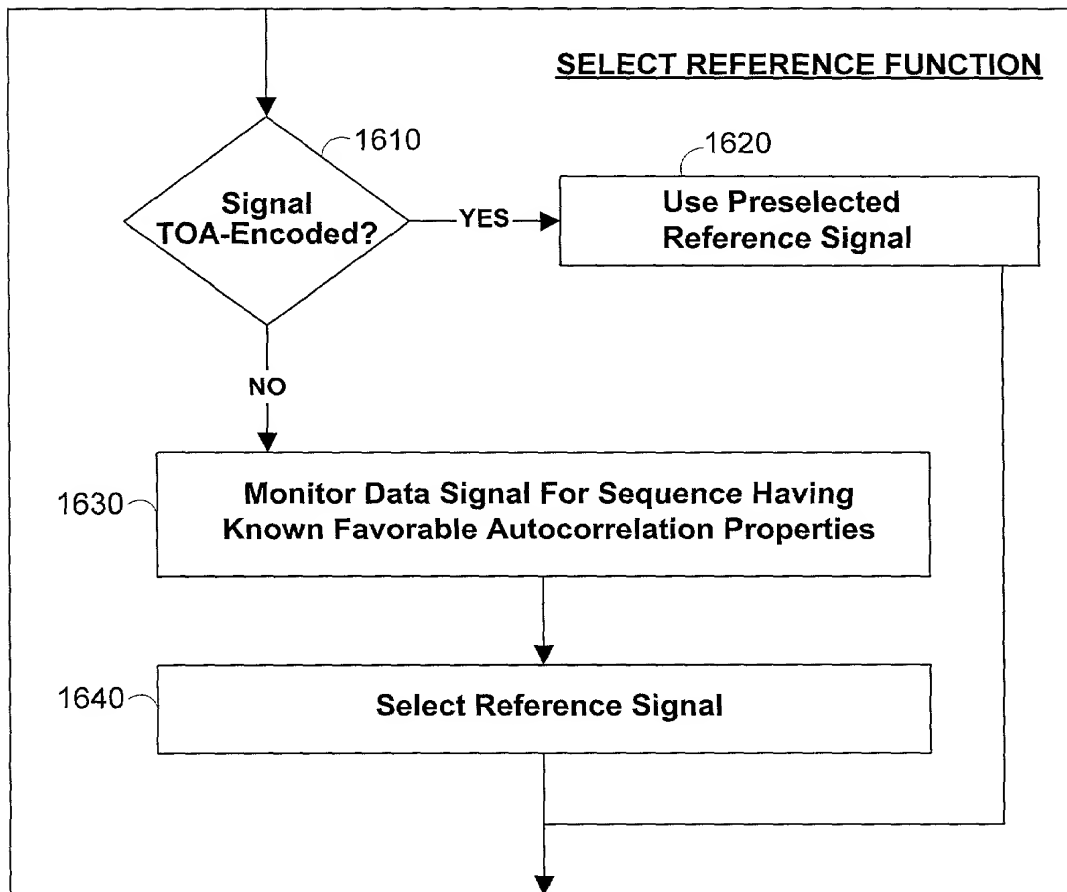 SELECT REFERENCE FUNCTION
1610
Signal
TOA-Encoded?
YES
1620
Use Preselected
Reference Signal
NO
1630
Monitor Data Signal For Sequence Having
Known Favorable Autocorrelation Properties
1640
Select Reference Signal